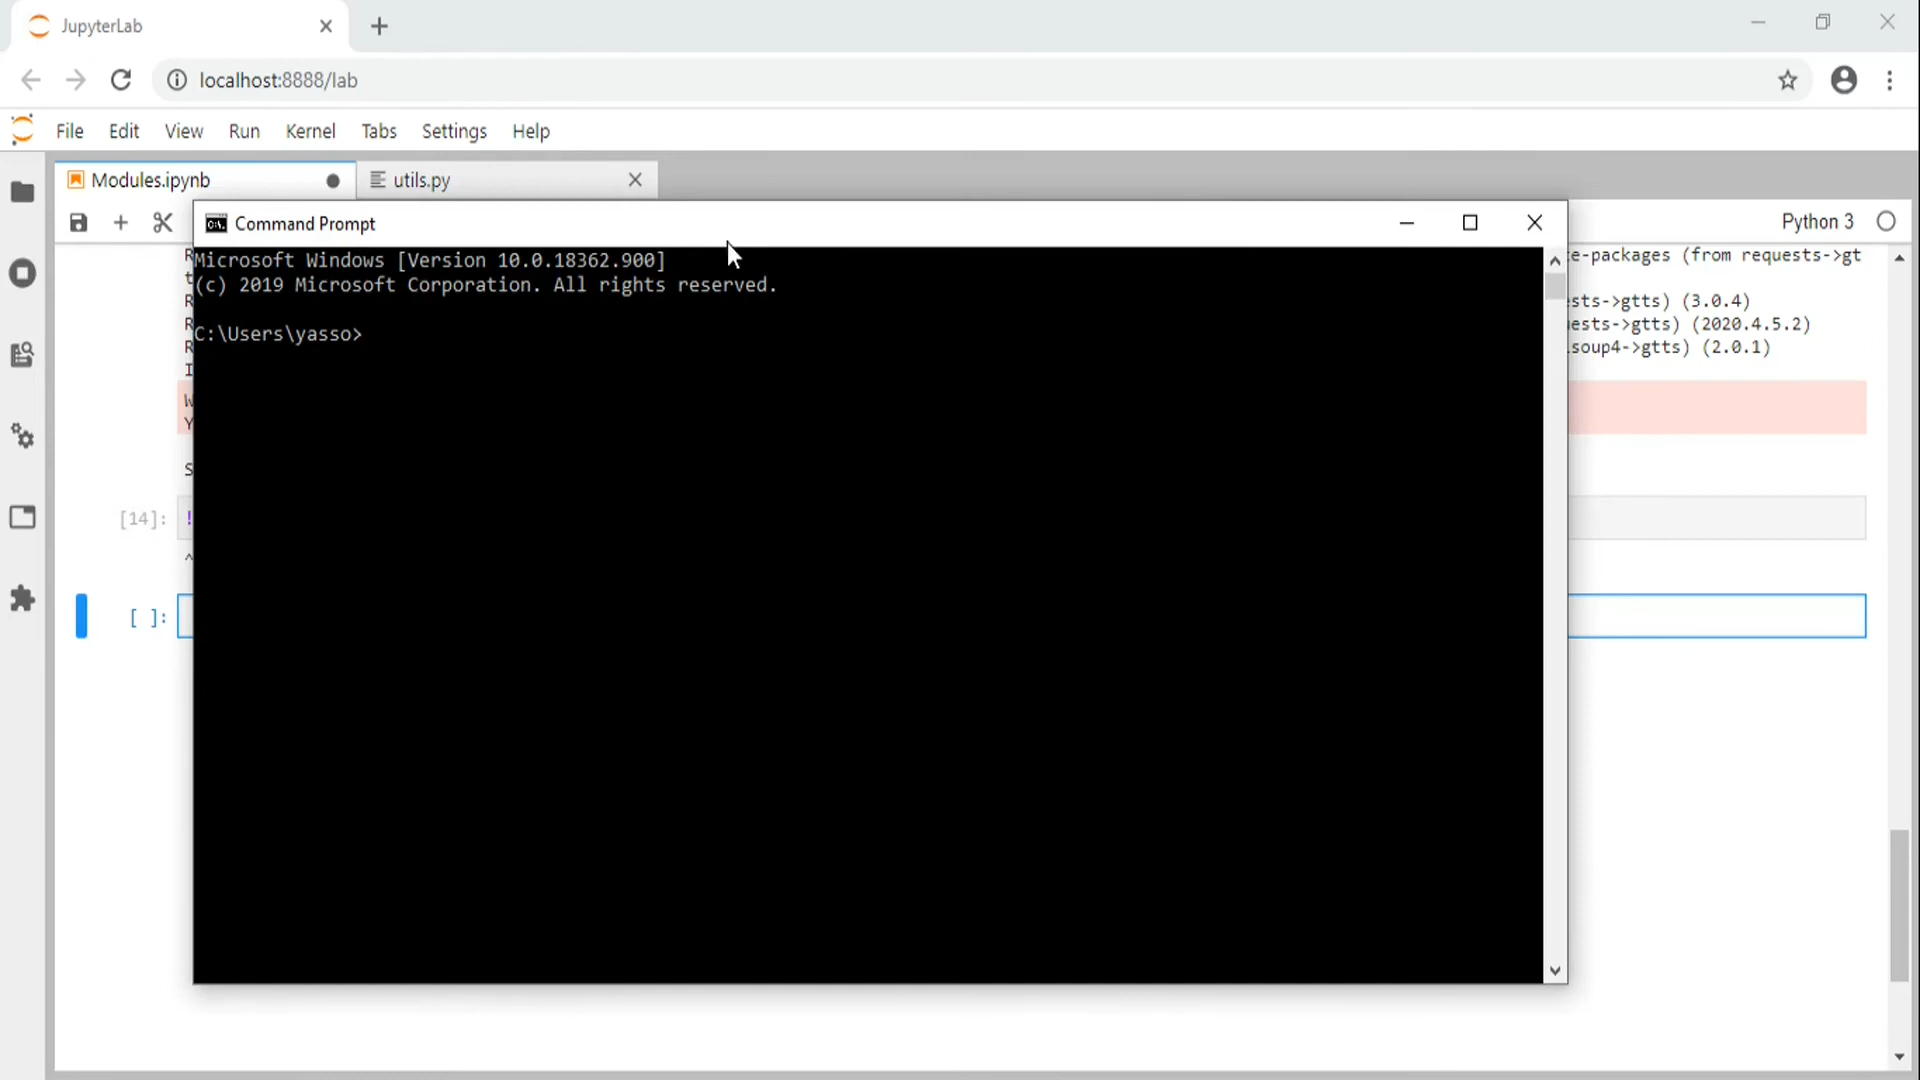 JupyterLab
localhost:8888/lab
File Edit View Run Kernel Tabs Settings Help
Modules.ipynb
utils.py
Command Prompt
Python 3
Microsoft Windows [Version 10.0.18362.900]
(c) 2019 Microsoft Corporation. All rights reserved.
C:\Users\yasso>
e-packages (from requests->gt
sts->gtts) (3.0.4)
ests->gtts) (2020.4.5.2)
soup4->gtts) (2.0.1)
[14]: !
[ ]: